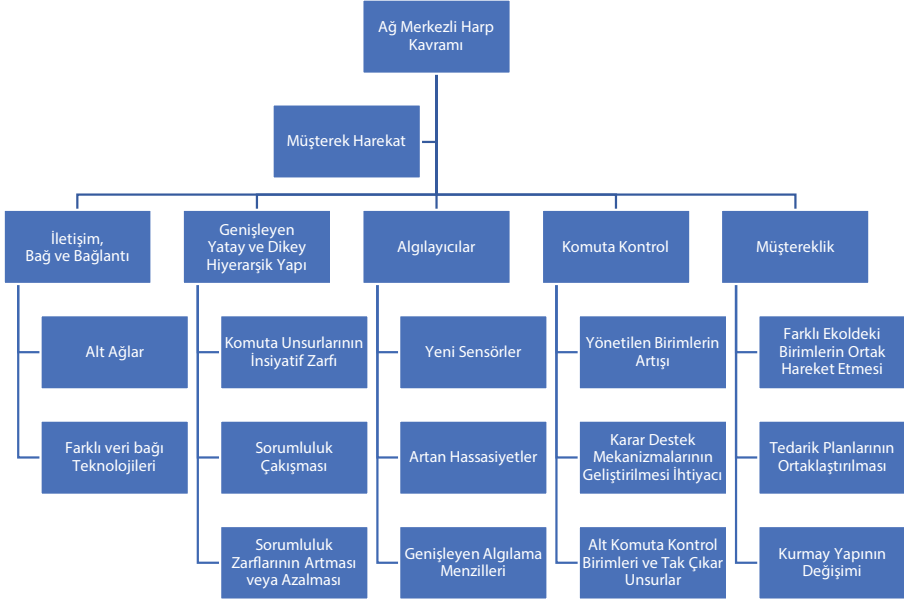 Ağ Merkezli Harp
Kavramı
Müşterek Harekat
İletişim,
Bağ ve Bağlantı
Genişleyen
Yatay ve Dikey
Hiyerarşik Yapı
Algılayıcılar
Komuta Kontrol
Müştereklik
Alt Ağlar
Farklı veri bağı
Teknolojileri
Komuta Unsurlarının
İnsiyatif Zarfı
Sorumluluk
Çakışması
Sorumluluk
Zarflarının Artması
veya Azalması
Yeni Sensörler
Artan Hassasiyetler
Genişleyen Algılama
Menzilleri
Yönetilen Birimlerin
Artışı
Karar Destek
Mekanizmalarının
Geliştirilmesi İhtiyacı
Alt Komuta Kontrol
Birimleri ve Tak Çıkar
Unsurlar
Farklı Ekoldeki
Birimlerin Ortak
Hareket Etmesi
Tedarik Planlarının
Ortaklaştırılması
Kurmay Yapının
Değişimi